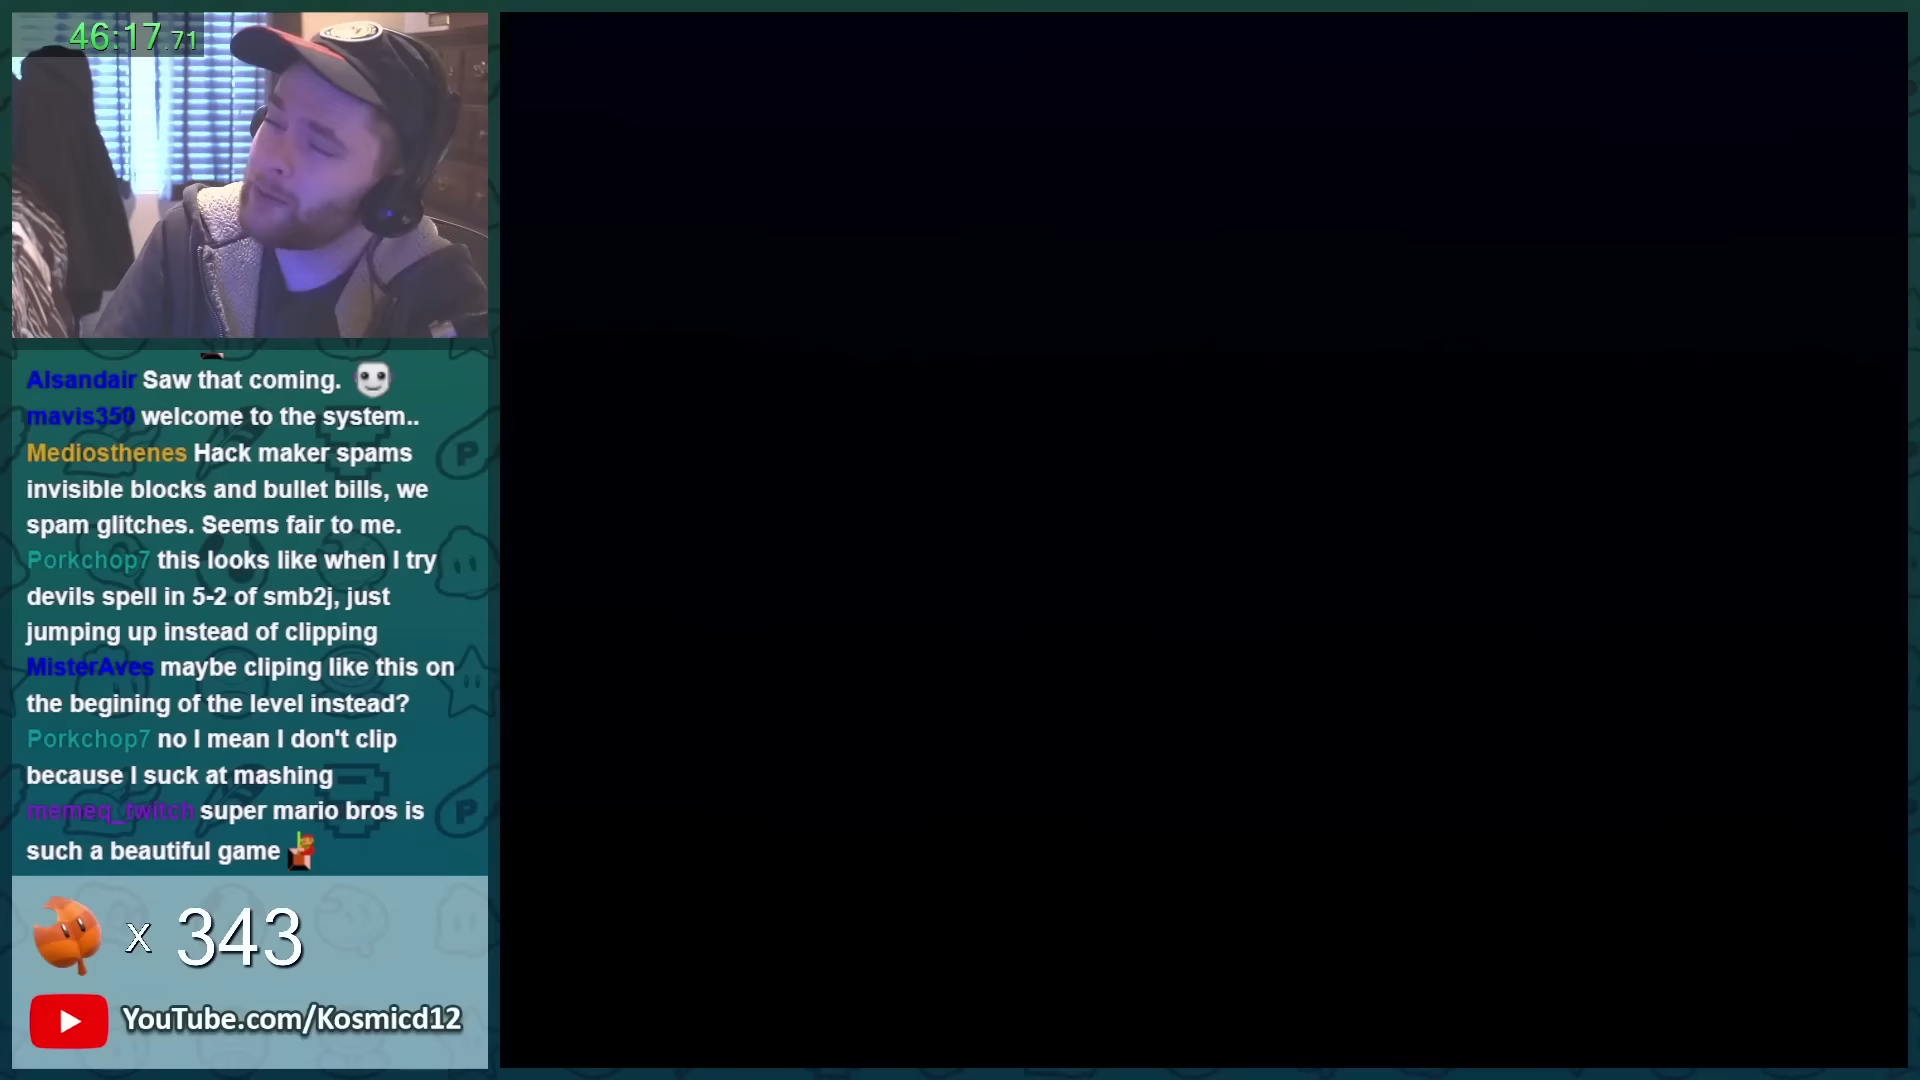 46:17.71
Alsandair Saw that coming.
mavis350 welcome to the system..
Mediosthenes Hack maker spams
invisible blocks and bullet bills, we
spam glitches. Seems fair to me.
Porkchop7 this looks like when I try
devils spell in 5-2 of smb2j, just
jumping up instead of clipping
MisterAves maybe cliping like this on
the begining of the level instead?
Porkchop7 no I mean I don't clip
because I suck at mashing
memeq_twitch super mario bros is
such a beautiful game
x 343
YouTube.com/Kosmicd12